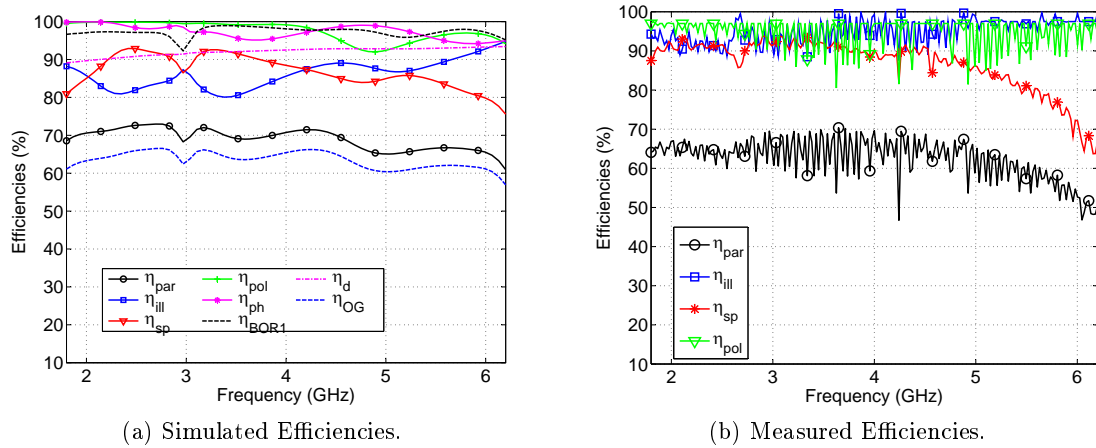 100
90
80
70
60
50
40
30
20
10
Efficiencies (%)
η_par
η_ill
η_sp
η_pol
η_ph
η_BOR1
η_d
η_OG
2 3 4 5 6
Frequency (GHz)
(a) Simulated Efficiencies.
100
90
80
70
60
50
40
30
20
10
Efficiencies (%)
η_par
η_ill
η_sp
η_pol
2 3 4 5 6
Frequency (GHz)
(b) Measured Efficiencies.